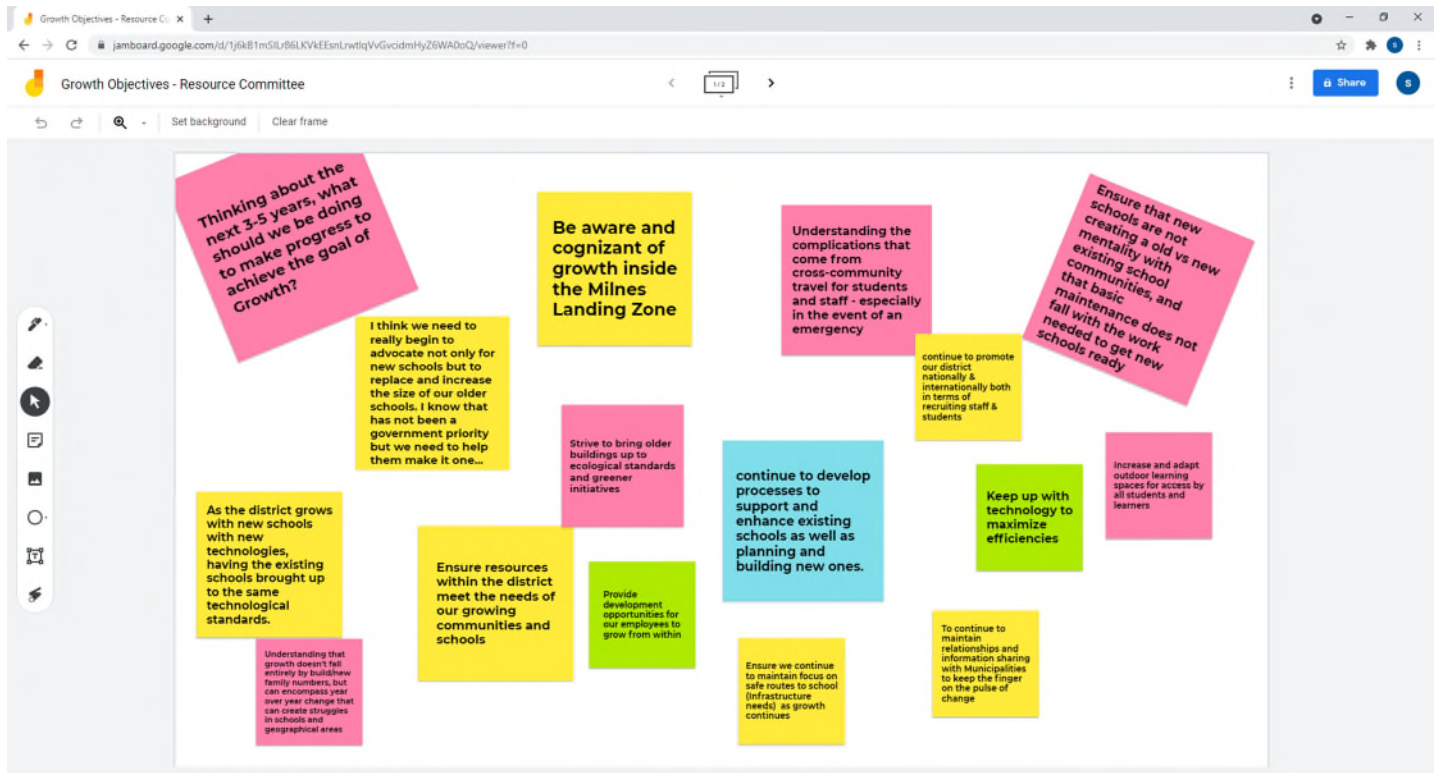 Growth Objectives - Resource Co
jamboard.google.com/d/1j6kB1mSILr86LKVkEEsnLrwtIqVvGvcidmHyZ6WADoQ/viewer?f=0
Growth Objectives - Resource Committee
1/2
Share
S
Set background
Clear frame
Thinking about the
next 3-5 years, what
should we be doing
to make progress to
achieve the goal of
Growth?
Be aware and
cognizant of
growth inside
the Milnes
Landing Zone
Understanding the
complications that
come from
cross-community
travel for students
and staff - especially
in the event of an
emergency
Ensure that new
schools are not
creating a old vs new
mentality with
existing school
communities, and
that basic
maintenance does not
fall with the work
needed to get new
schools ready
I think we need to
really begin to
advocate not only for
new schools but to
replace and increase
the size of our older
schools. I know that
has not been a
government priority
but we need to help
them make it one...
continue to promote
our district
nationally &
internationally both
in terms of
recruiting staff &
students
Strive to bring older
buildings up to
ecological standards
and greener
initiatives
continue to develop
processes to
support and
enhance existing
schools as well as
planning and
building new ones.
Keep up with
technology to
maximize
efficiencies
Increase and adapt
outdoor learning
spaces for access by
all students and
learners
As the district grows
with new schools
with new
technologies,
having the existing
schools brought up
to the same
technological
standards.
Ensure resources
within the district
meet the needs of
our growing
communities and
schools
Provide
development
opportunities for
our employees to
grow from within
Understanding that
growth doesn't fall
entirely by build/new
family numbers, but
can encompass year
over year change that
can create struggles
in schools and
geographical areas
Ensure we continue
to maintain focus on
safe routes to school
(Infrastructure
needs) as growth
continues
To continue to
maintain
relationships and
information sharing
with Municipalities
to keep the finger
on the pulse of
change